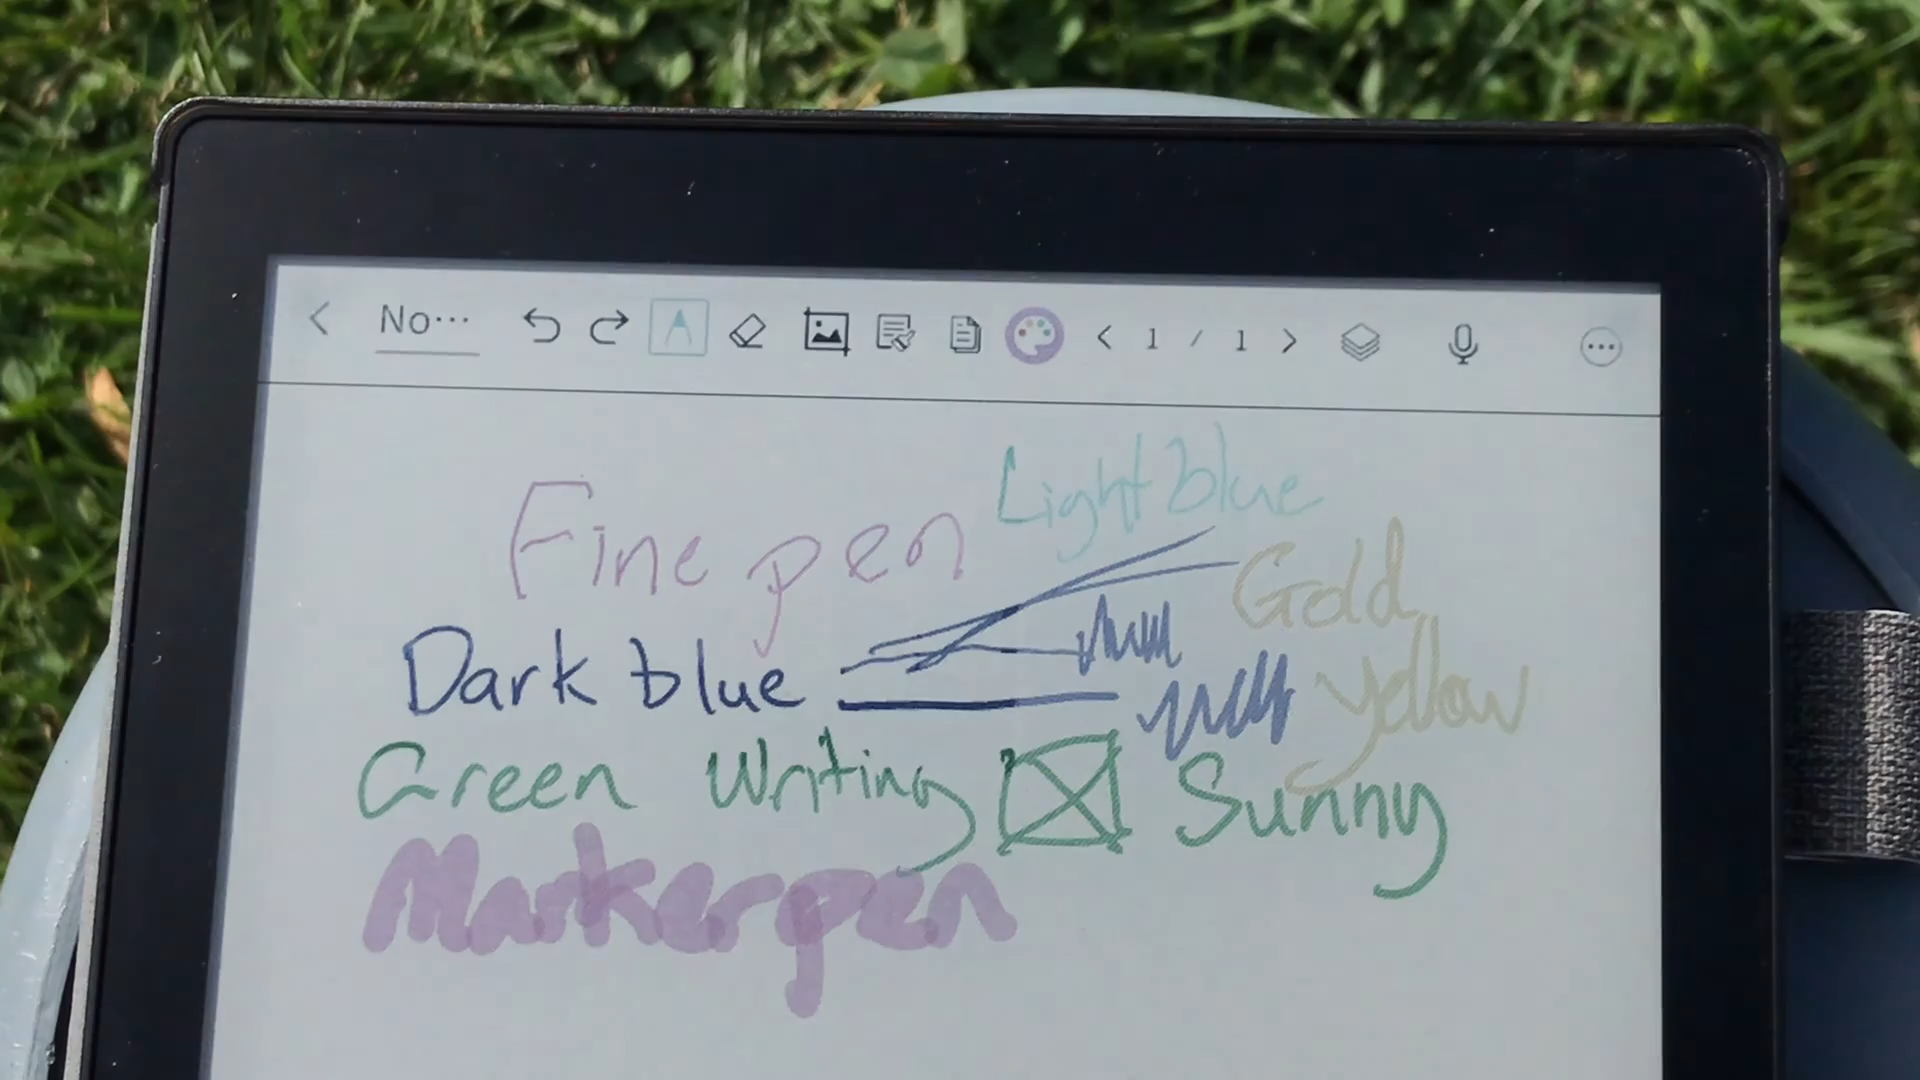 No...
1 / 1
Light blue
Fine pen
Gold
Dark blue
yellow
Green Writing
Sunny
Markerpen